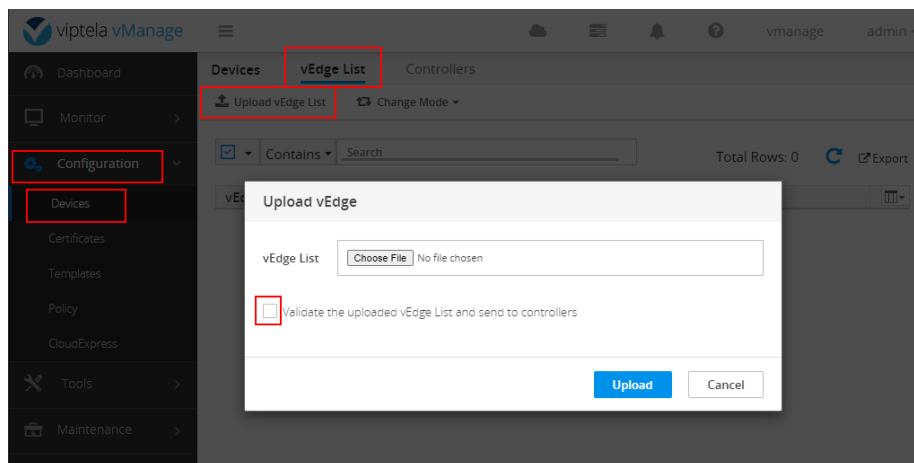 viptela vManage
vmanage
admin
Dashboard
Devices
vEdge List
Controllers
Upload vEdge List
Change Mode
Monitor
Contains
Search
Total Rows: 0
Export
Configuration
Devices
vEd
Upload vEdge
Certificates
vEdge List
Choose File
No file chosen
Templates
Policy
Validate the uploaded vEdge List and send to controllers
CloudExpress
Tools
Upload
Cancel
Maintenance